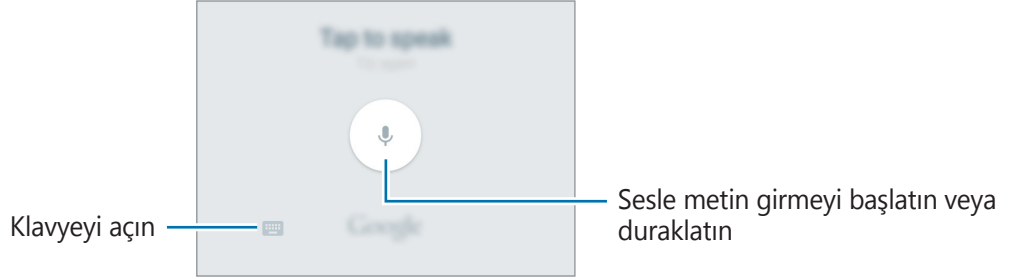 Tap to speak
Google
Klavyeyi açın
Sesle metin girmeyi başlatın veya
duraklatın